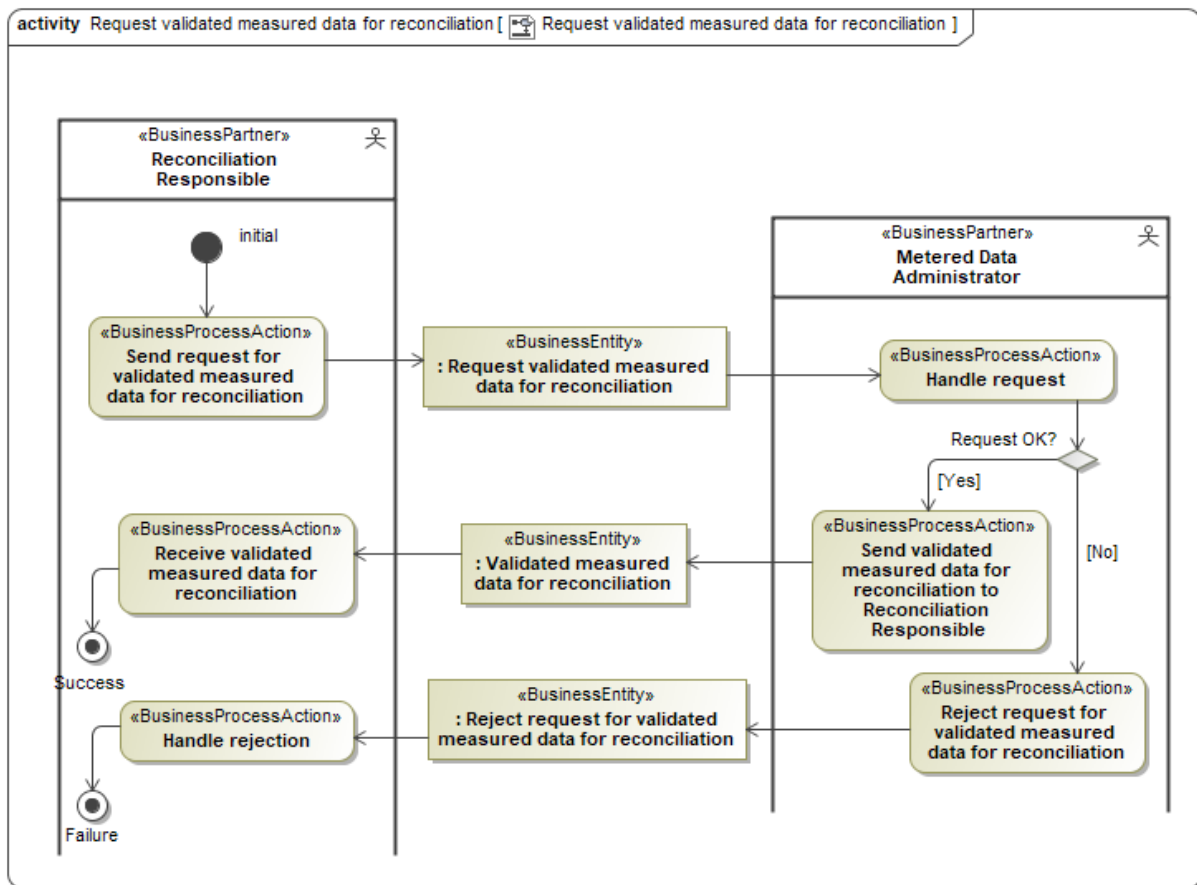 activity Request validated measured data for reconciliation [ Request validated measured data for reconciliation ]
«BusinessPartner»
Reconciliation
Responsible
initial
«BusinessPartner»
Metered Data
Administrator
«BusinessProcessAction»
Send request for
validated measured
data for reconciliation
«BusinessEntity»
: Request validated measured
data for reconciliation
«BusinessProcessAction»
Handle request
Request OK?
[Yes]
[No]
«BusinessProcessAction»
Send validated
measured data for
reconciliation to
Reconciliation
Responsible
«BusinessEntity»
: Validated measured
data for reconciliation
«BusinessProcessAction»
Receive validated
measured data for
reconciliation
Success
«BusinessProcessAction»
Reject request for
validated measured
data for reconciliation
«BusinessEntity»
: Reject request for validated
measured data for reconciliation
«BusinessProcessAction»
Handle rejection
Failure